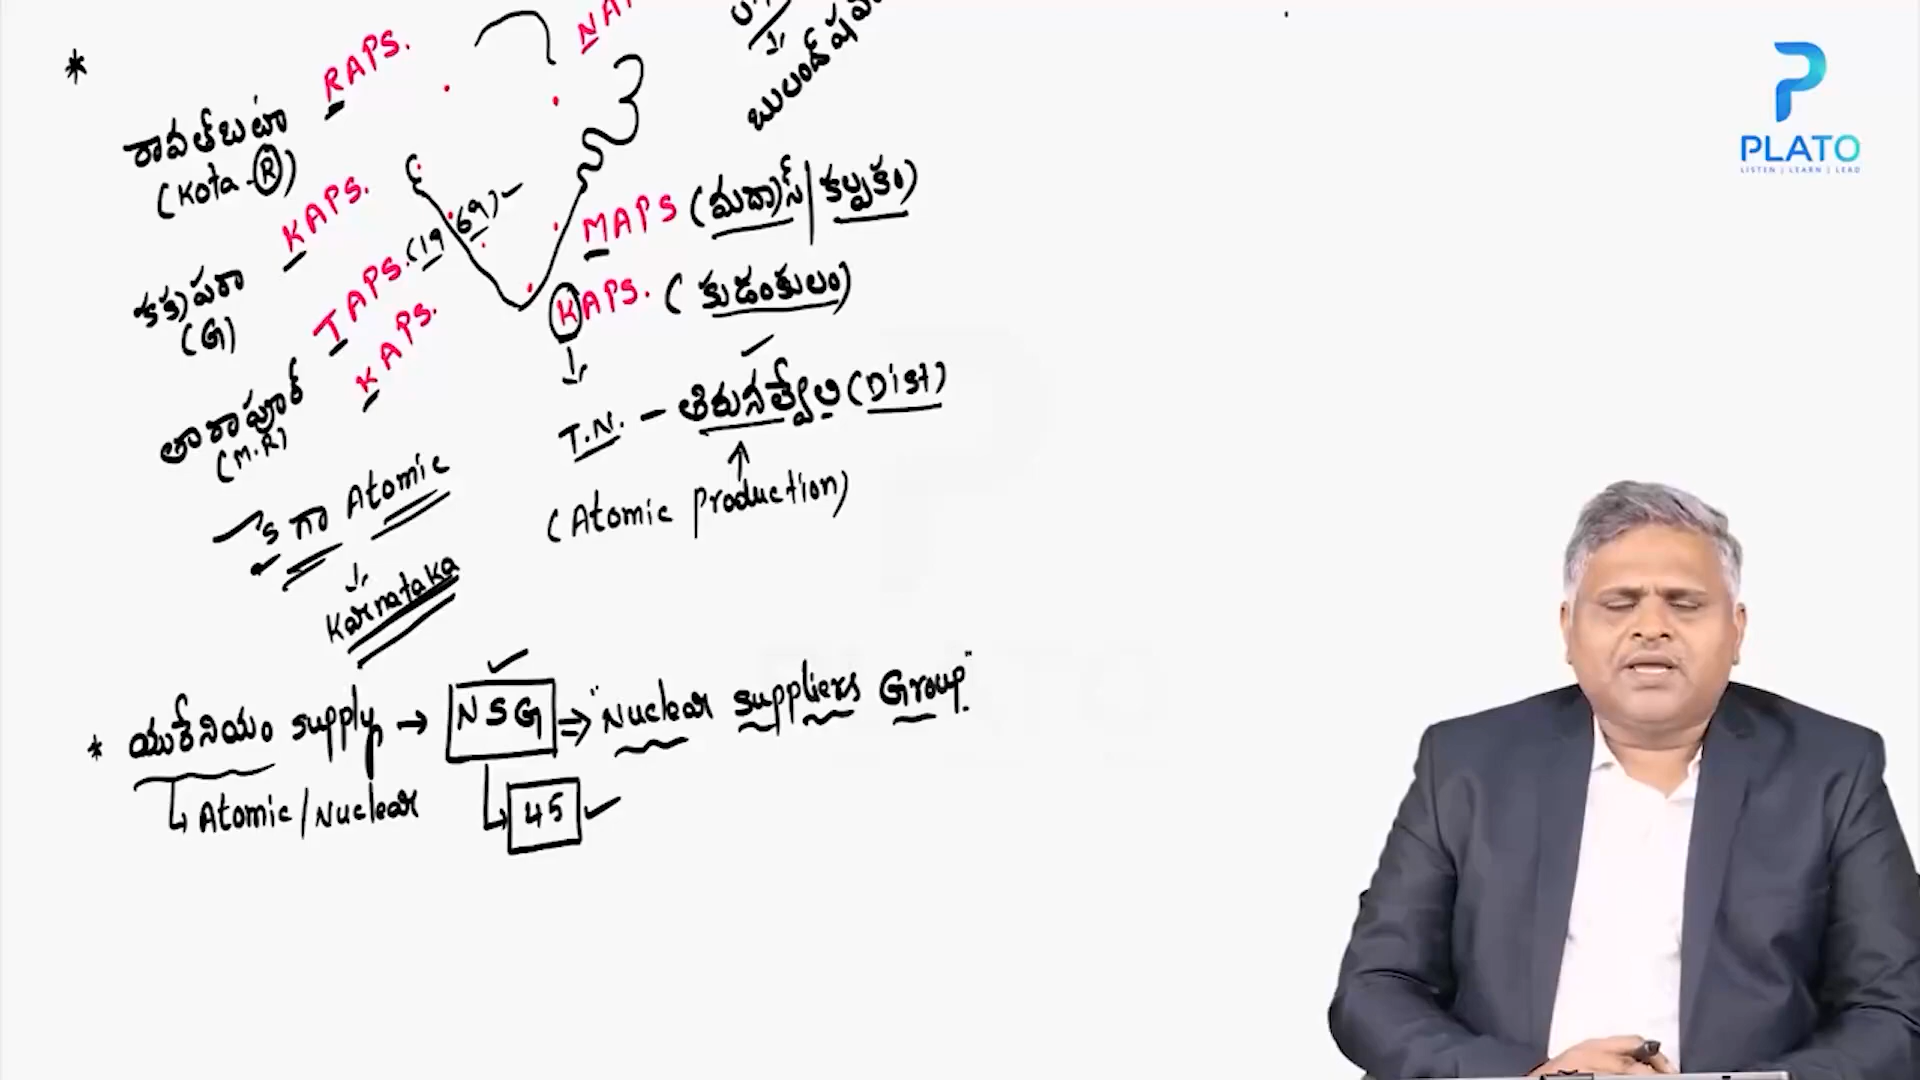 *
RAPS.
రావత్‌బటా
(Kota-R)
KAPS.
కక్రపరా
(G)
TAPS. (1969)
తారాపూర్
(M.R)
KAPS.
కైగా Atomic
Karnataka
MAPS (మద్రాస్ | కల్పకం)
KAPS. (కుడంకులం)
T.N. - తిరునల్వేలి (Dist)
(Atomic production)
* యురేనియం supply → NSG ⇒ "Nuclear suppliers Group"
Atomic/Nuclear
45
PLATO
LISTEN | LEARN | LEAD